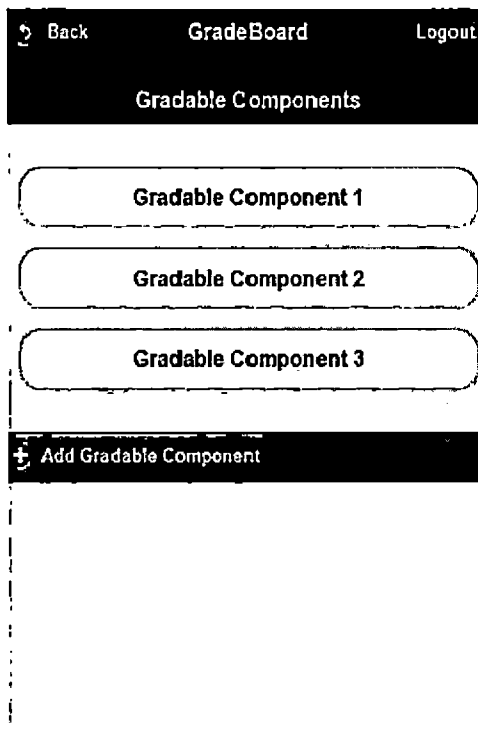 Back GradeBoard Logout
Gradable Components
Gradable Component 1
Gradable Component 2
Gradable Component 3
Add Gradable Component